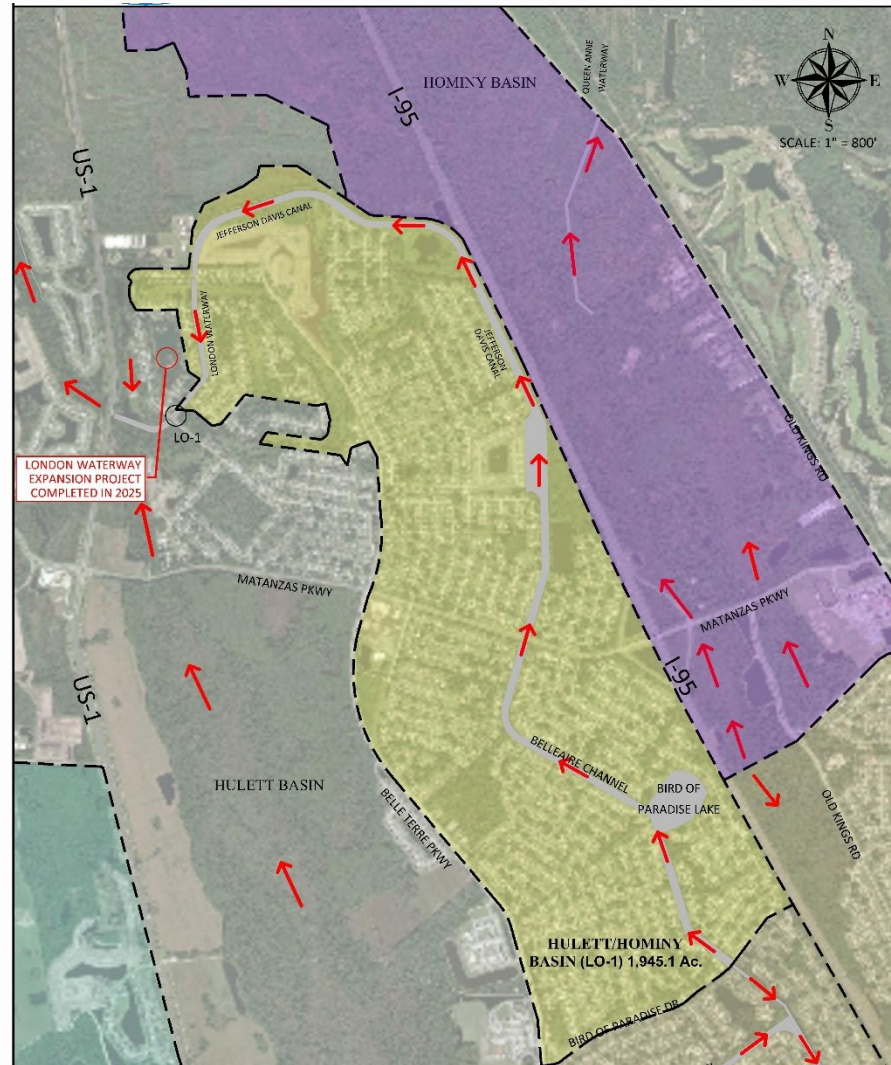 HOMINY BASIN
QUEEN ANNE
WATERWAY
N
W
E
S
SCALE: 1" = 800'
I-95
US-1
JEFFERSON DAVIS CANAL
LONDON WATERWAY
JEFFERSON
DAVIS CANAL
LO-1
LONDON WATERWAY
EXPANSION PROJECT
COMPLETED IN 2025
OLD KINGS RD
MATANZAS PKWY
MATANZAS PKWY
US-1
I-95
BELLEAIRE CHANNEL
BIRD OF
PARADISE LAKE
HULETT BASIN
BELLE TERRE PKWY
OLD KINGS RD
HULETT/HOMINY
BASIN (LO-1) 1,945.1 Ac.
BIRD OF PARADISE DR